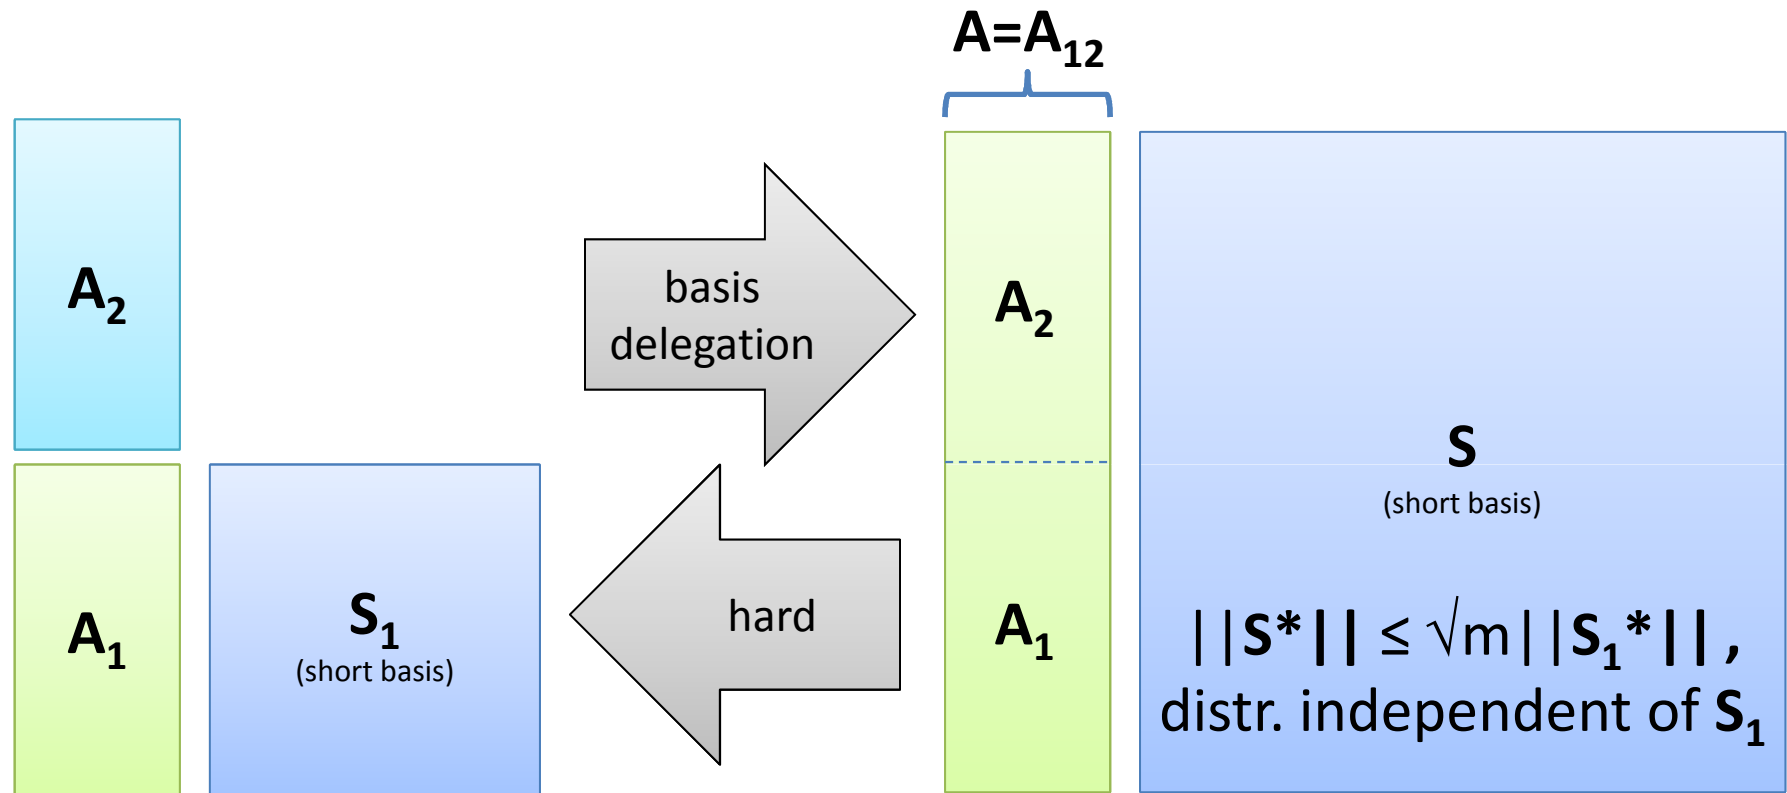 A=A₁₂
A₂
A₁
S₁
(short basis)
basis
delegation
hard
A₂
A₁
S
(short basis)
||S*|| ≤ √m||S₁*||,
distr. independent of S₁